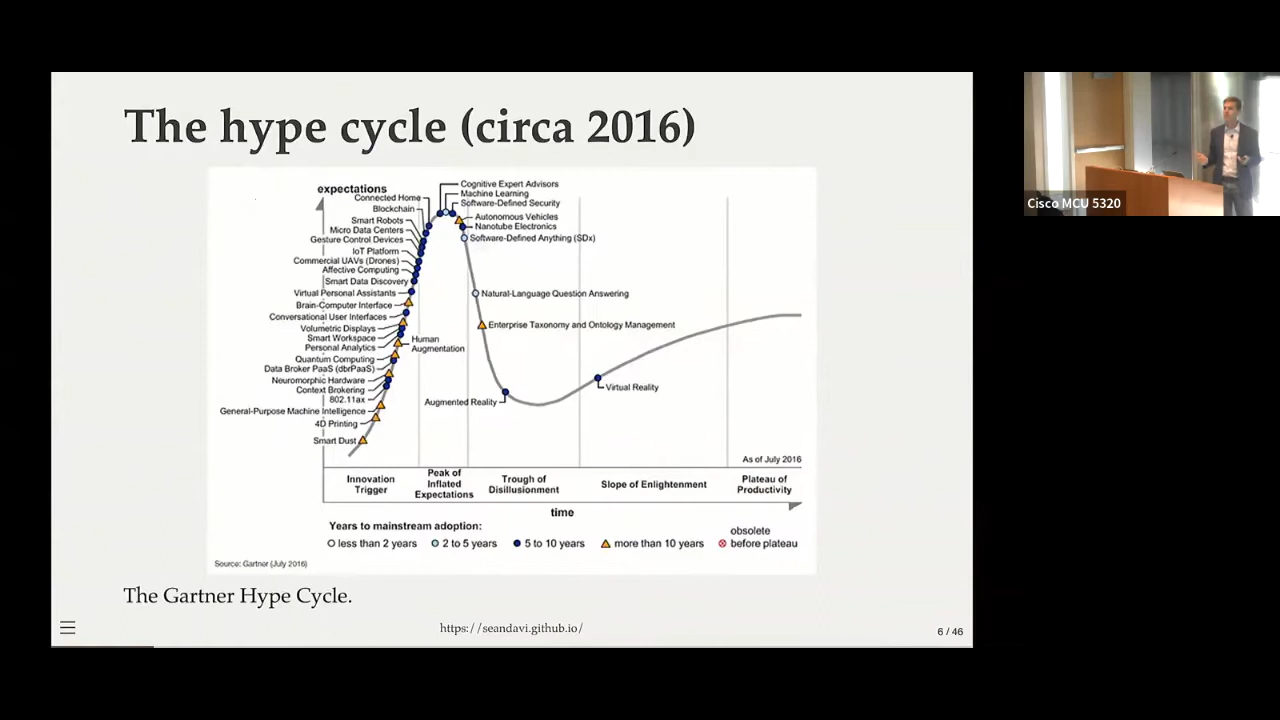 The hype cycle (circa 2016)
expectations
Connected Home
Blockchain
Smart Robots
Micro Data Centers
Gesture Control Devices
IoT Platform
Commercial UAVs (Drones)
Affective Computing
Smart Data Discovery
Virtual Personal Assistants
Brain-Computer Interface
Conversational User Interfaces
Volumetric Displays
Smart Workspace
Personal Analytics
Quantum Computing
Data Broker PaaS (dbrPaaS)
Neuromorphic Hardware
Context Brokering
802.11ax
General-Purpose Machine Intelligence
4D Printing
Smart Dust
Human
Augmentation
Cognitive Expert Advisors
Machine Learning
Software-Defined Security
Autonomous Vehicles
Nanotube Electronics
Software-Defined Anything (SDx)
Natural-Language Question Answering
Enterprise Taxonomy and Ontology Management
Augmented Reality
Virtual Reality
As of July 2016
Innovation
Trigger
Peak of
Inflated
Expectations
Trough of
Disillusionment
Slope of Enlightenment
Plateau of
Productivity
time
Years to mainstream adoption:
less than 2 years
2 to 5 years
5 to 10 years
more than 10 years
obsolete
before plateau
Source: Gartner (July 2016)
The Gartner Hype Cycle.
https://seandavi.github.io/
6 / 46
Cisco MCU 5320